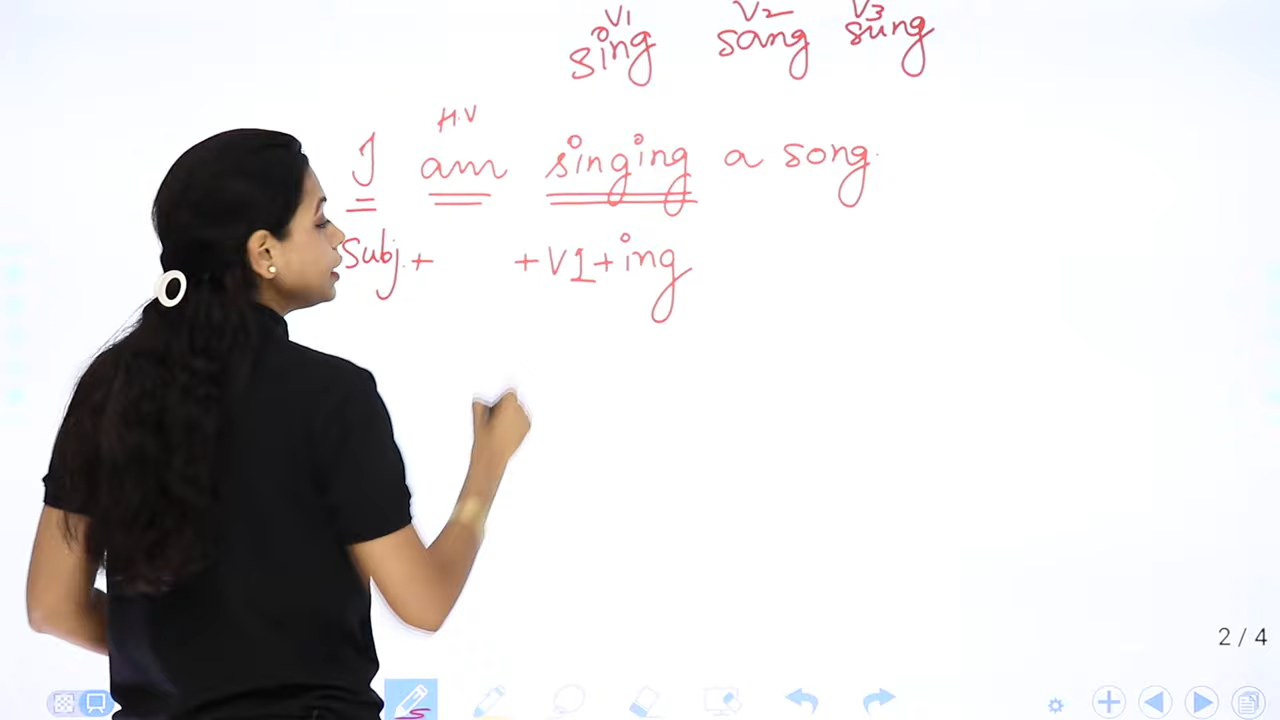 V1 V2 V3
sing sang sung
H.V
I am singing a song.
Subj. + + V1 + ing
2 / 4